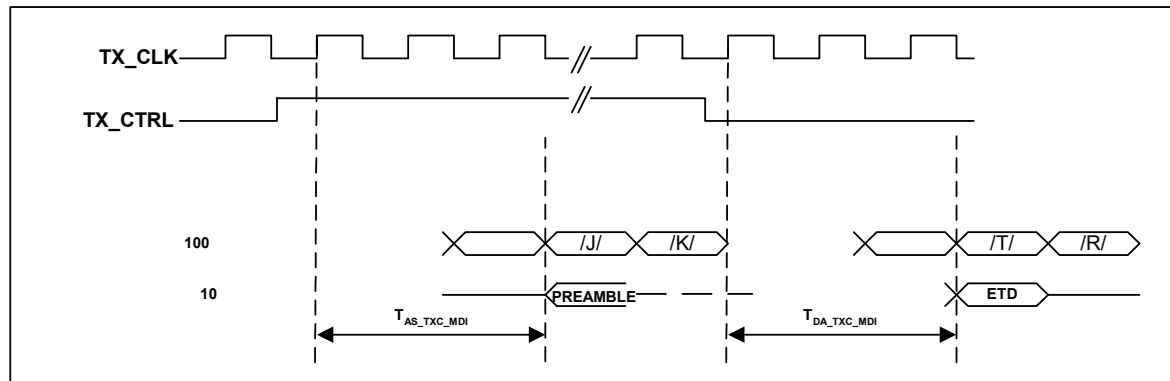 TX_CLK
TX_CTRL
100 /J/ /K/ /T/ /R/
10 PREAMBLE ETD
TAS_TXC_MDI TDA_TXC_MDI